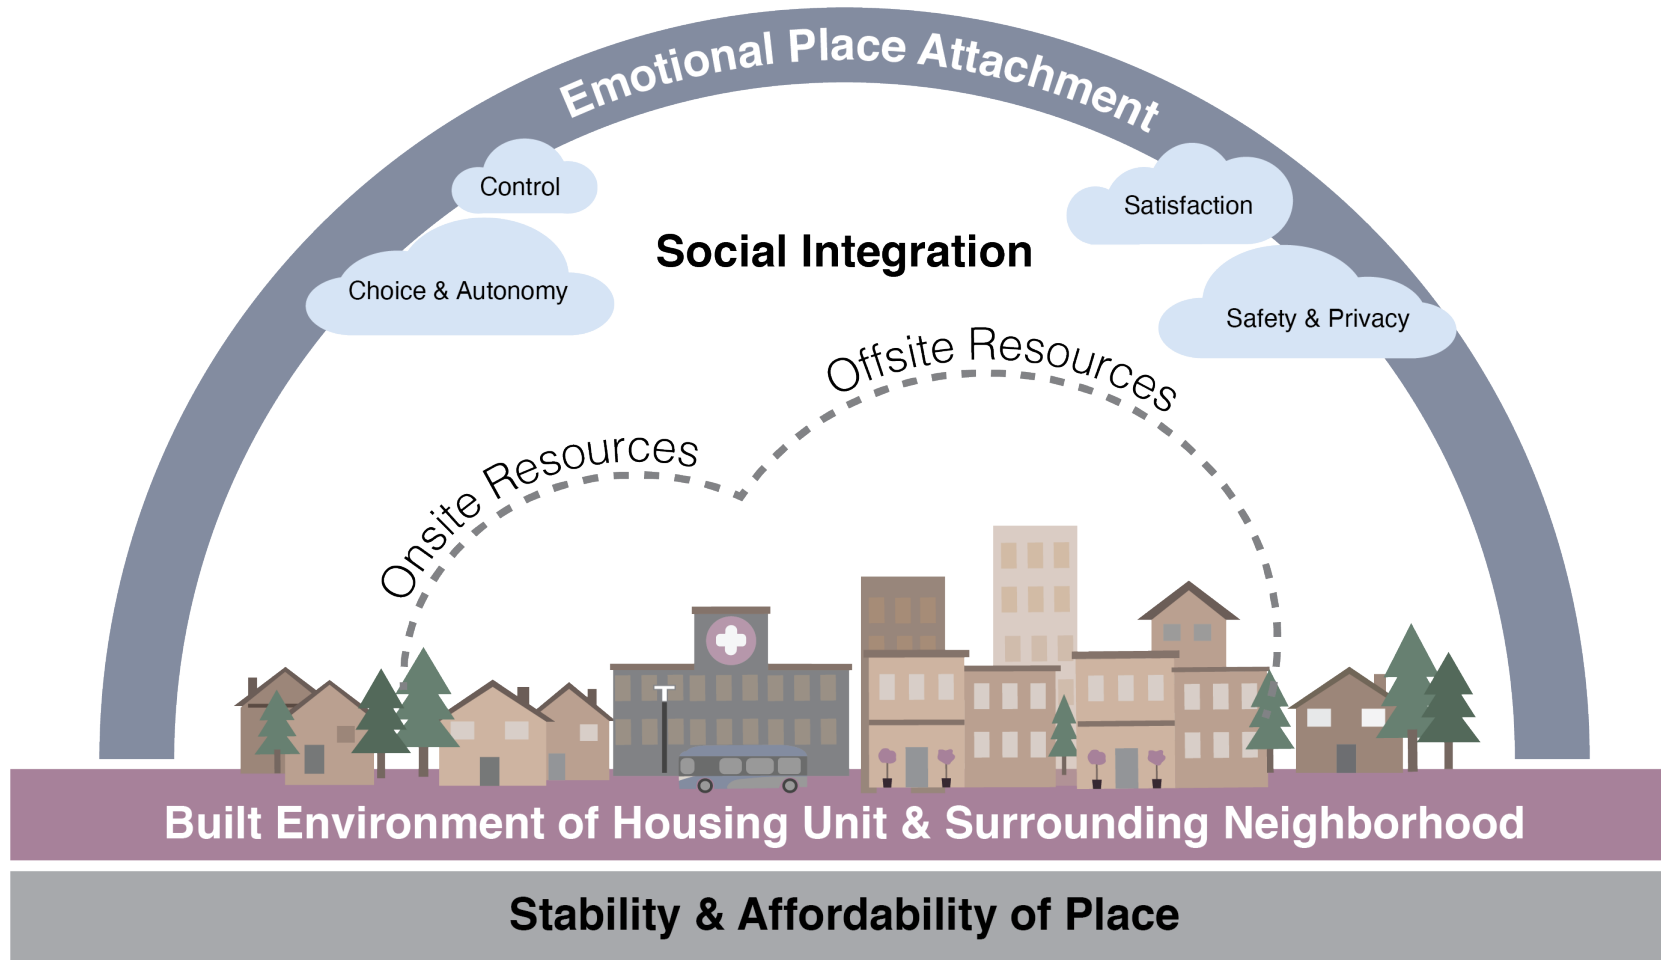 Emotional Place Attachment
Control
Satisfaction
Social Integration
Choice & Autonomy
Safety & Privacy
Offsite Resources
Onsite Resources
Built Environment of Housing Unit & Surrounding Neighborhood
Stability & Affordability of Place